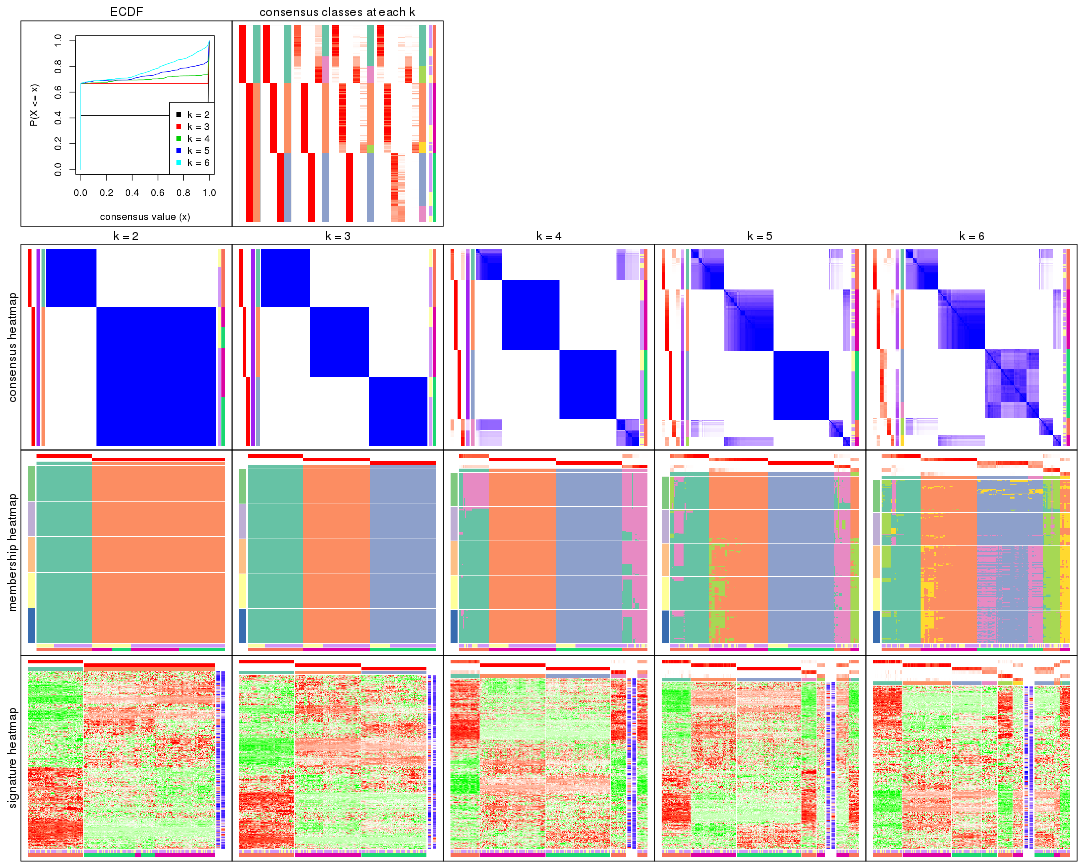 ECDF
consensus classes at each k
P(X <= x)
0.0 0.2 0.4 0.6 0.8 1.0
k = 2
k = 3
k = 4
k = 5
k = 6
0.0 0.2 0.4 0.6 0.8 1.0
consensus value (x)
k = 2
k = 3
k = 4
k = 5
k = 6
consensus heatmap
membership heatmap
signature heatmap